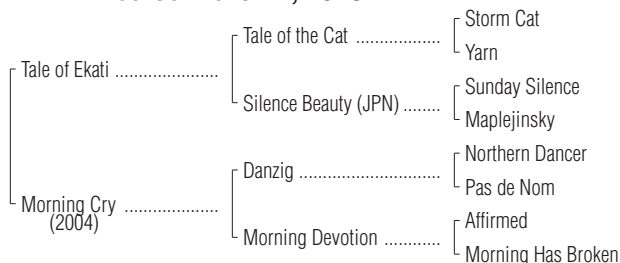 Tale of Ekati ......................
Tale of the Cat ..................
Storm Cat
Yarn
Silence Beauty (JPN) ........
Sunday Silence
Maplejinsky
Morning Cry ....................
(2004)
Danzig ..............................
Northern Dancer
Pas de Nom
Morning Devotion ............
Affirmed
Morning Has Broken